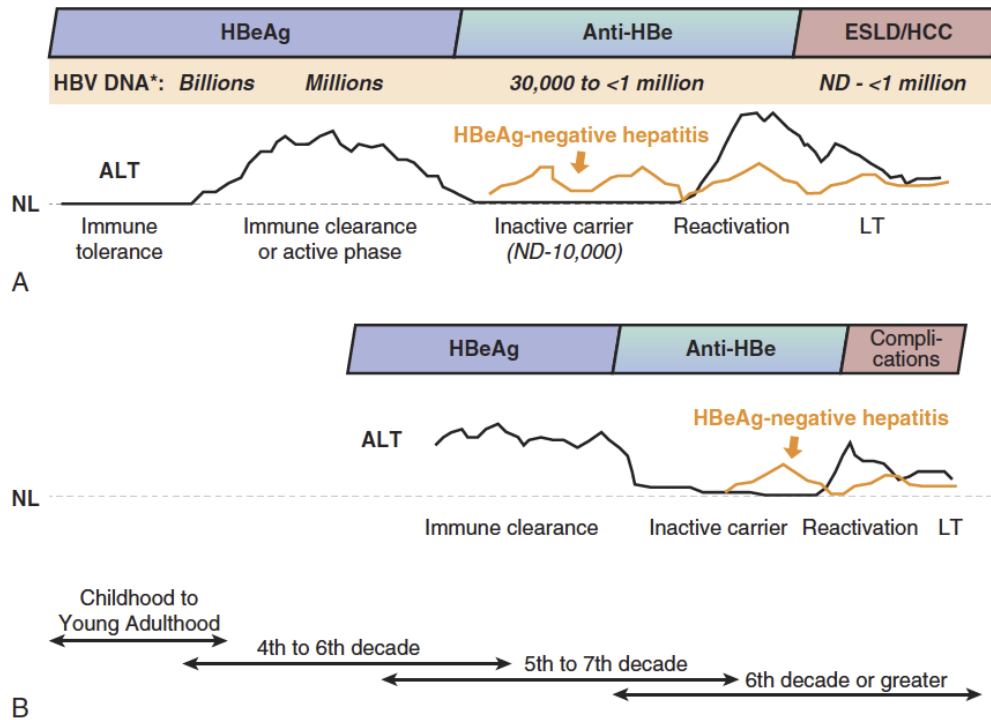 HBeAg Anti-HBe ESLD/HCC
HBV DNA*: Billions Millions 30,000 to <1 million ND - <1 million
HBeAg-negative hepatitis
ALT
NL
Immune tolerance
Immune clearance or active phase
Inactive carrier (ND-10,000)
Reactivation
LT
A
HBeAg Anti-HBe Compli-
cations
HBeAg-negative hepatitis
ALT
NL
Immune clearance Inactive carrier Reactivation LT
Childhood to
Young Adulthood
4th to 6th decade
5th to 7th decade
6th decade or greater
B